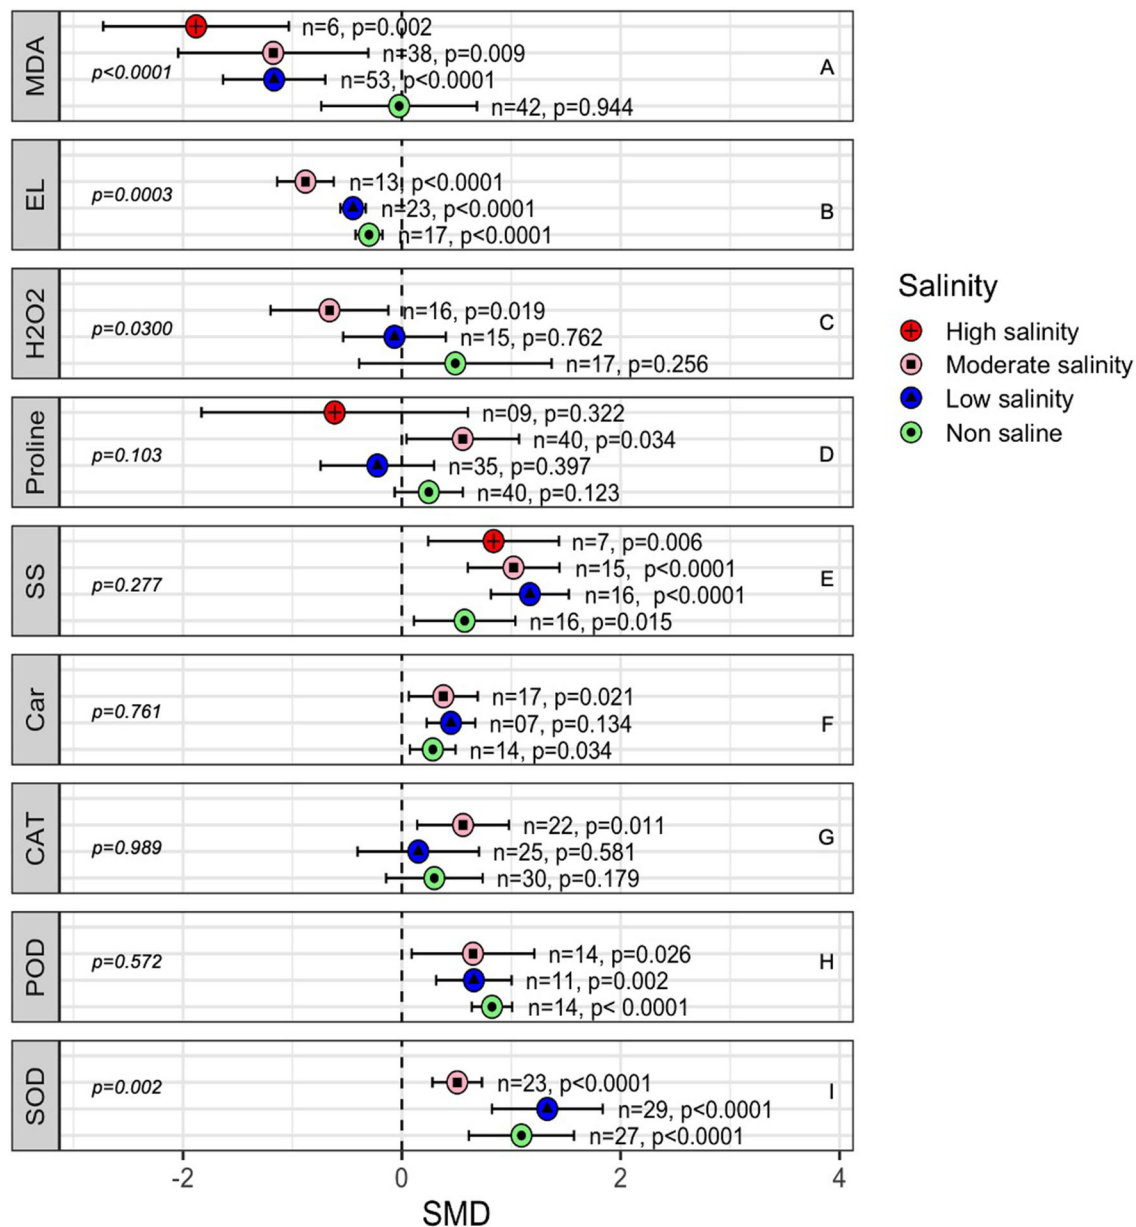 MDA
n=6, p=0.002
n=38, p=0.009
p<0.0001
n=53, p<0.0001
n=42, p=0.944
A
EL
n=13, p<0.0001
p=0.0003
n=23, p<0.0001
n=17, p<0.0001
B
H2O2
n=16, p=0.019
p=0.0300
n=15, p=0.762
n=17, p=0.256
C
Salinity
High salinity
Moderate salinity
Low salinity
Non saline
Proline
n=09, p=0.322
n=40, p=0.034
p=0.103
n=35, p=0.397
n=40, p=0.123
D
SS
n=7, p=0.006
n=15,  p<0.0001
p=0.277
n=16,  p<0.0001
n=16, p=0.015
E
Car
n=17, p=0.021
p=0.761
n=07, p=0.134
n=14, p=0.034
F
CAT
n=22, p=0.011
p=0.989
n=25, p=0.581
n=30, p=0.179
G
POD
n=14, p=0.026
p=0.572
n=11, p=0.002
n=14, p< 0.0001
H
SOD
n=23, p<0.0001
p=0.002
n=29, p<0.0001
n=27, p<0.0001
I
-2 0 2 4
SMD